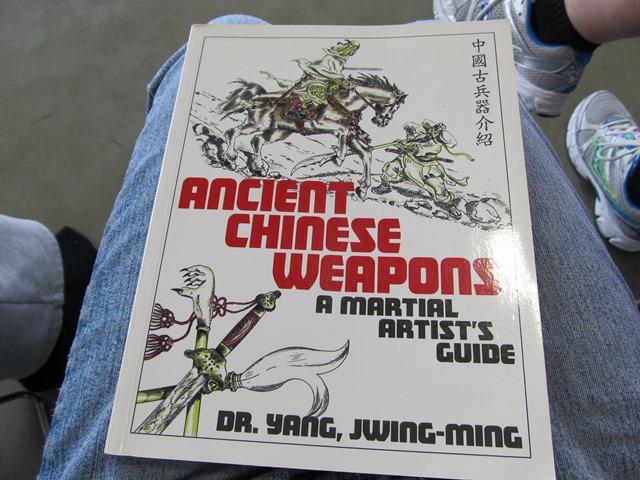 中國古兵器介紹
ANCIENT
CHINESE
WEAPONS
A MARTIAL
ARTIST'S
GUIDE
DR. YANG, JWING-MING